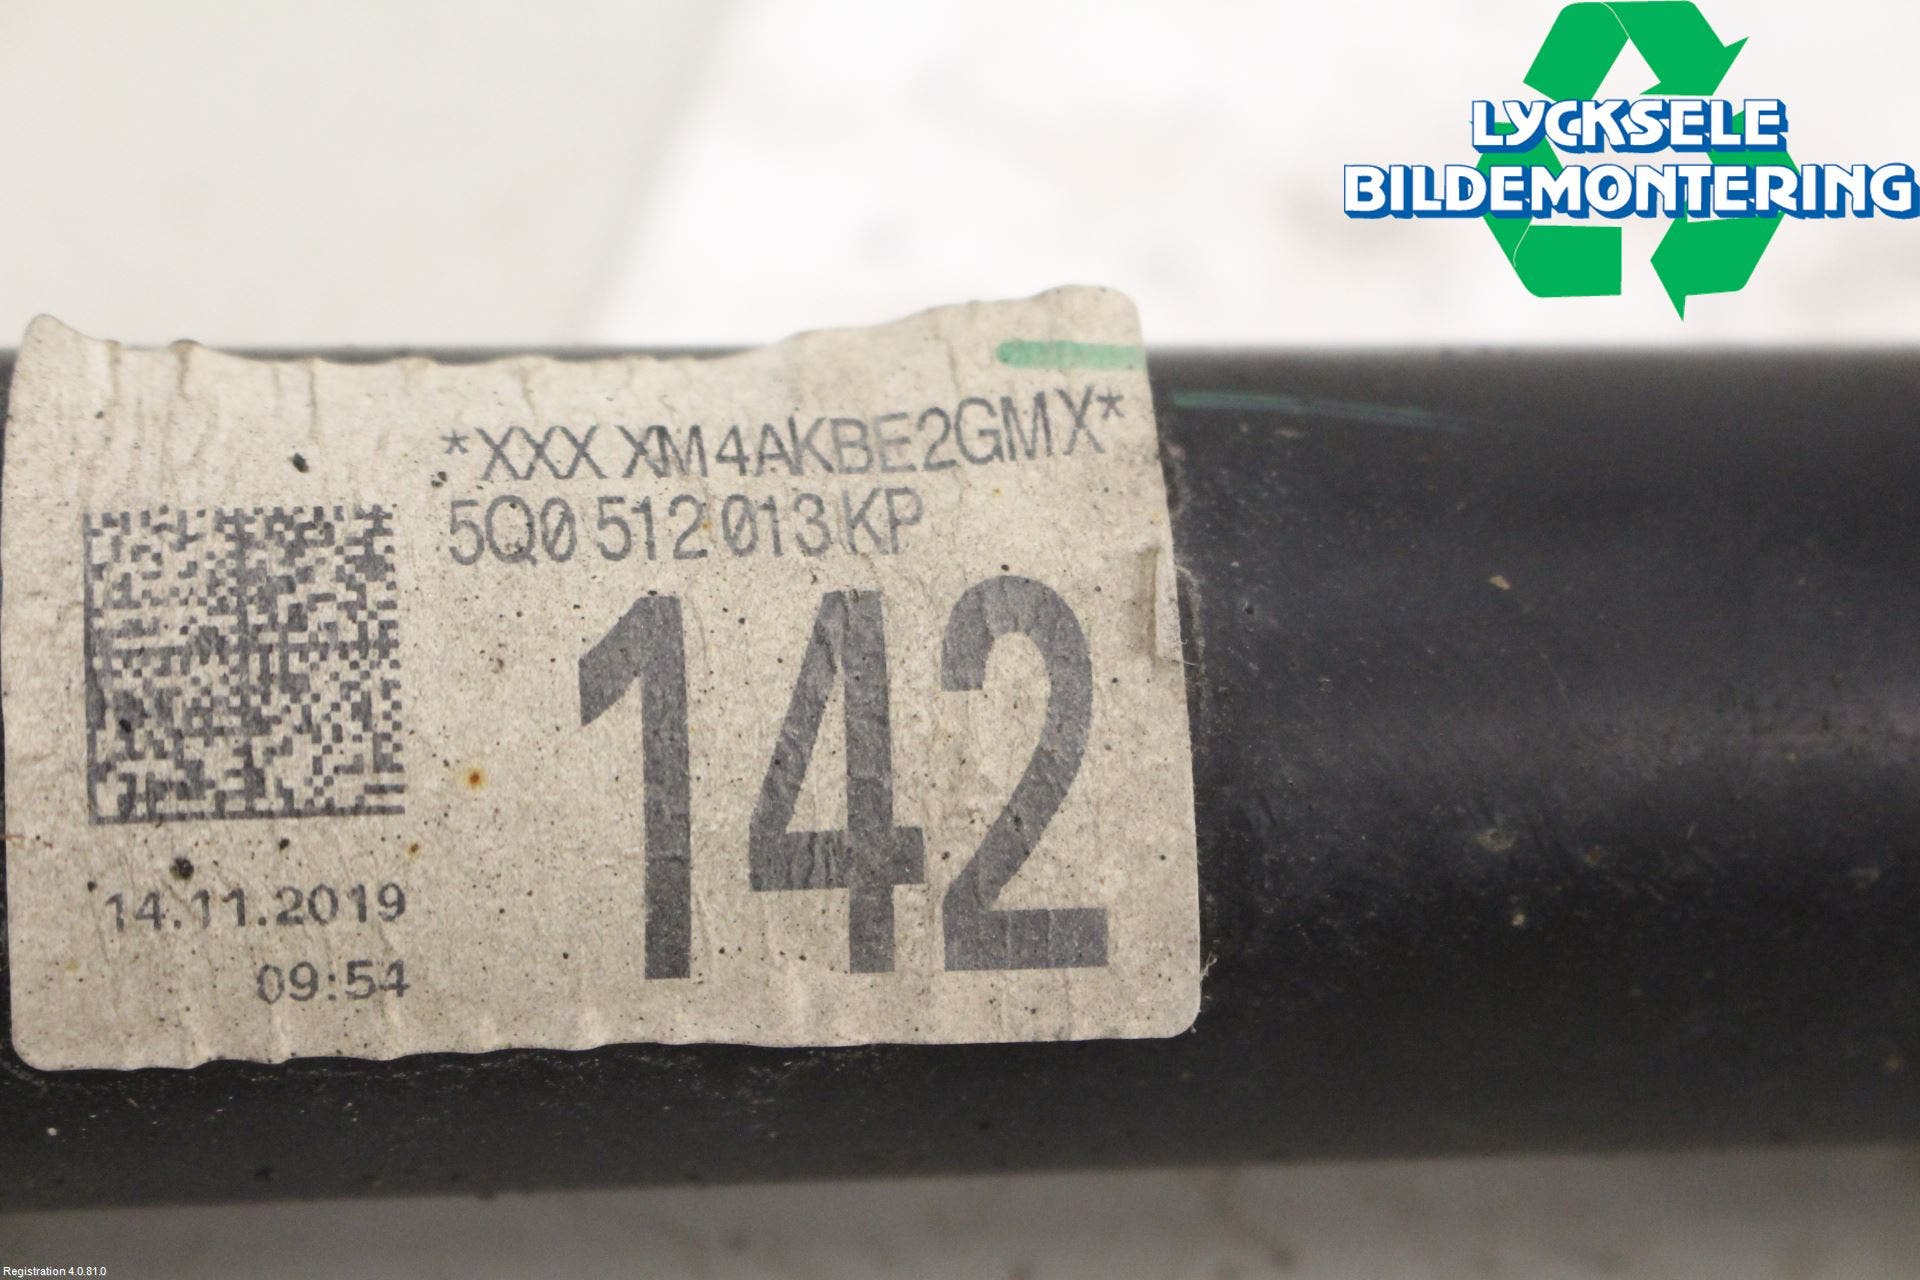 LYCKSELE
BILDEMONTERING
*XXX XM4AKBE2GMX*
5Q0 512 013 KP
142
14.11.2019
09:54
Registration 4.0.81.0